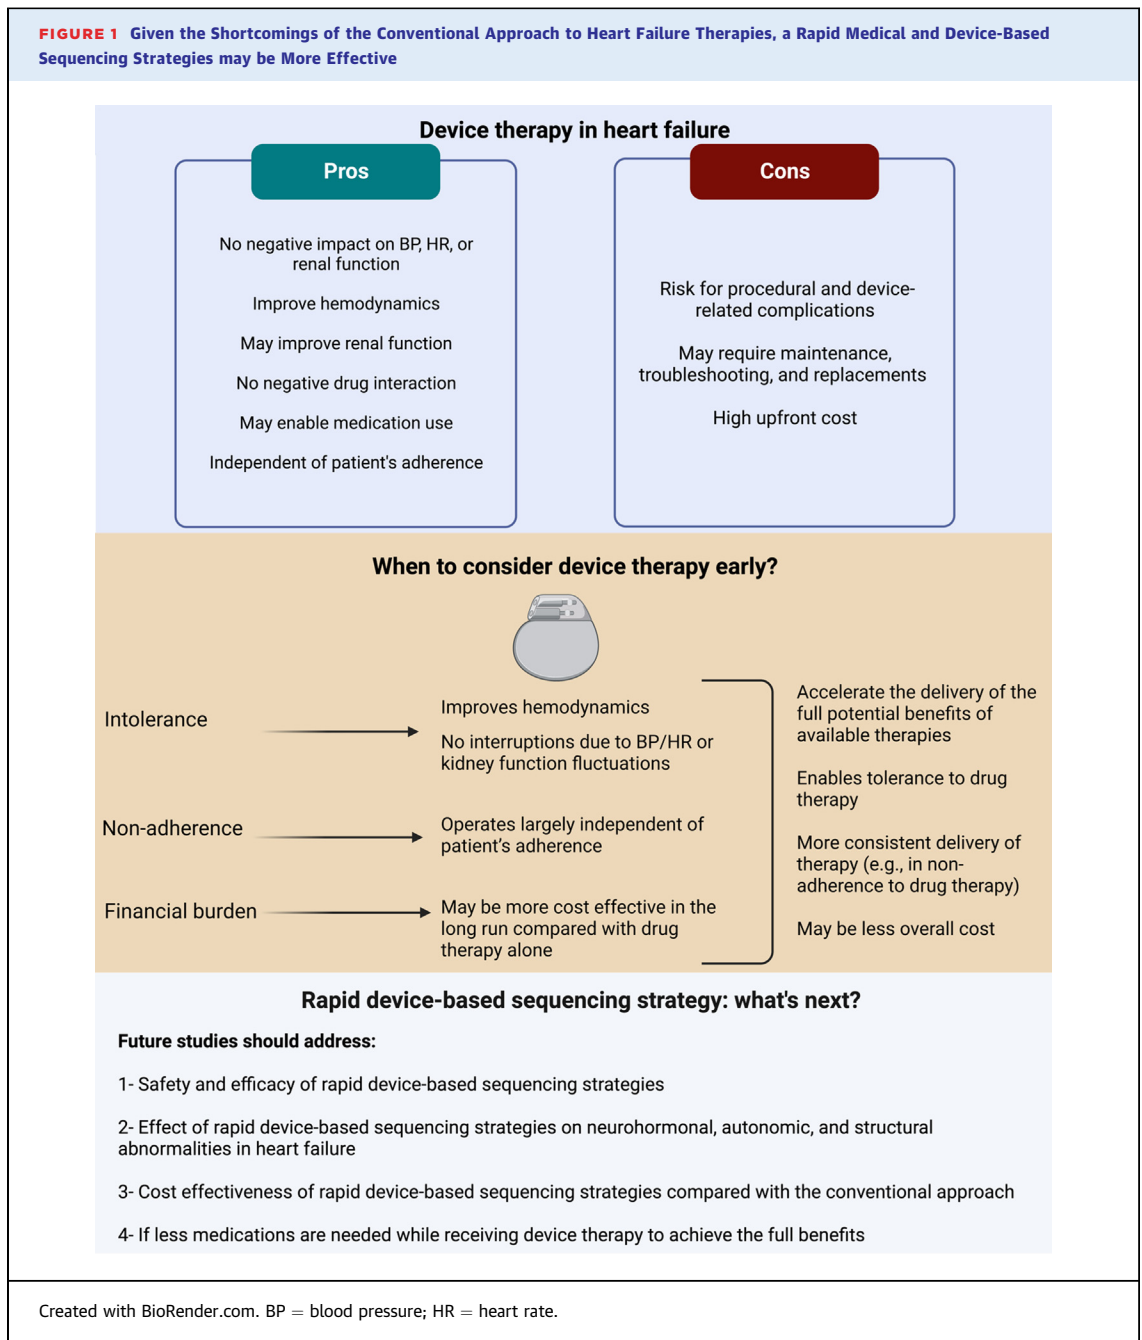 FIGURE 1 Given the Shortcomings of the Conventional Approach to Heart Failure Therapies, a Rapid Medical and Device-Based
Sequencing Strategies may be More Effective
Device therapy in heart failure
Pros
No negative impact on BP, HR, or
renal function
Improve hemodynamics
May improve renal function
No negative drug interaction
May enable medication use
Independent of patient's adherence
Cons
Risk for procedural and device-
related complications
May require maintenance,
troubleshooting, and replacements
High upfront cost
When to consider device therapy early?
Intolerance
Improves hemodynamics
No interruptions due to BP/HR or
kidney function fluctuations
Non-adherence
Operates largely independent of
patient's adherence
Financial burden
May be more cost effective in the
long run compared with drug
therapy alone
Accelerate the delivery of the
full potential benefits of
available therapies
Enables tolerance to drug
therapy
More consistent delivery of
therapy (e.g., in non-
adherence to drug therapy)
May be less overall cost
Rapid device-based sequencing strategy: what's next?
Future studies should address:
1- Safety and efficacy of rapid device-based sequencing strategies
2- Effect of rapid device-based sequencing strategies on neurohormonal, autonomic, and structural
abnormalities in heart failure
3- Cost effectiveness of rapid device-based sequencing strategies compared with the conventional approach
4- If less medications are needed while receiving device therapy to achieve the full benefits
Created with BioRender.com. BP = blood pressure; HR = heart rate.